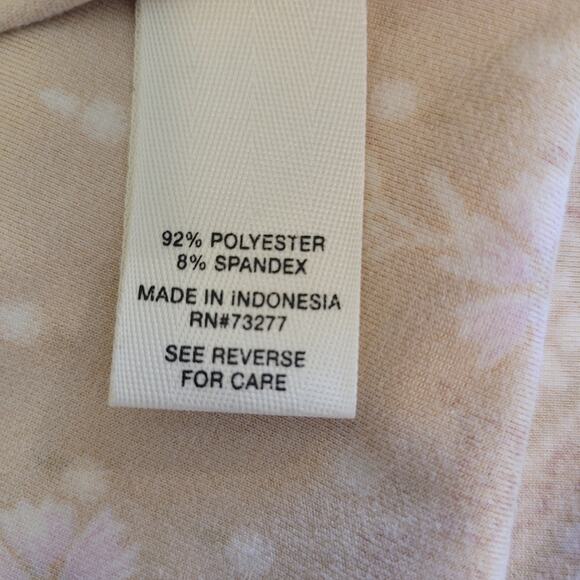 92% POLYESTER
8% SPANDEX
MADE IN INDONESIA
RN#73277
SEE REVERSE
FOR CARE